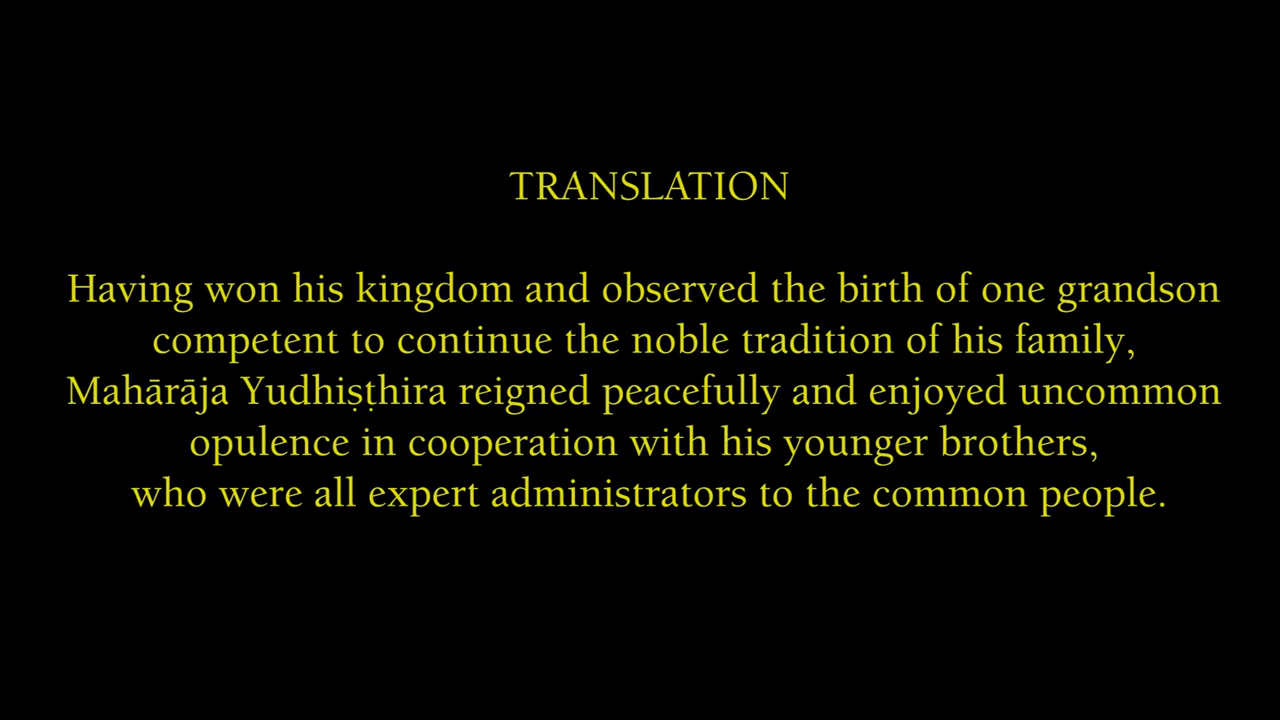 TRANSLATION
Having won his kingdom and observed the birth of one grandson
competent to continue the noble tradition of his family,
Mahārāja Yudhiṣṭhira reigned peacefully and enjoyed uncommon
opulence in cooperation with his younger brothers,
who were all expert administrators to the common people.